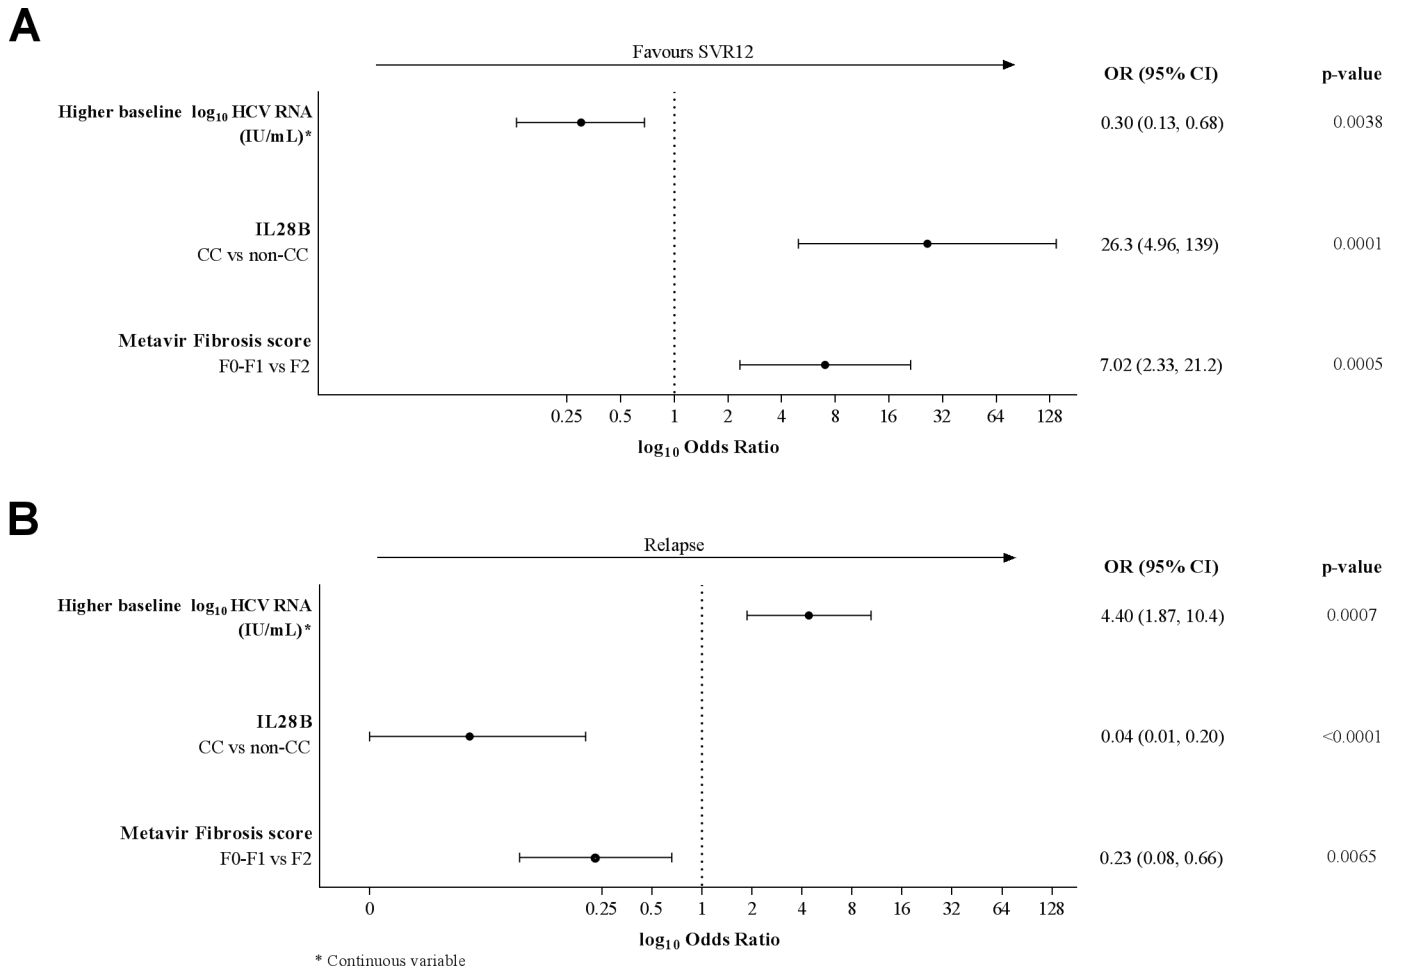 A
Favours SVR12
OR (95% CI) p-value
Higher baseline log10 HCV RNA
(IU/mL)*
0.30 (0.13, 0.68) 0.0038
IL28B
CC vs non-CC
26.3 (4.96, 139) 0.0001
Metavir Fibrosis score
F0-F1 vs F2
7.02 (2.33, 21.2) 0.0005
0.25 0.5 1 2 4 8 16 32 64 128
log10 Odds Ratio
B
Relapse
OR (95% CI) p-value
Higher baseline log10 HCV RNA
(IU/mL)*
4.40 (1.87, 10.4) 0.0007
IL28B
CC vs non-CC
0.04 (0.01, 0.20) <0.0001
Metavir Fibrosis score
F0-F1 vs F2
0.23 (0.08, 0.66) 0.0065
0 0.25 0.5 1 2 4 8 16 32 64 128
log10 Odds Ratio
* Continuous variable